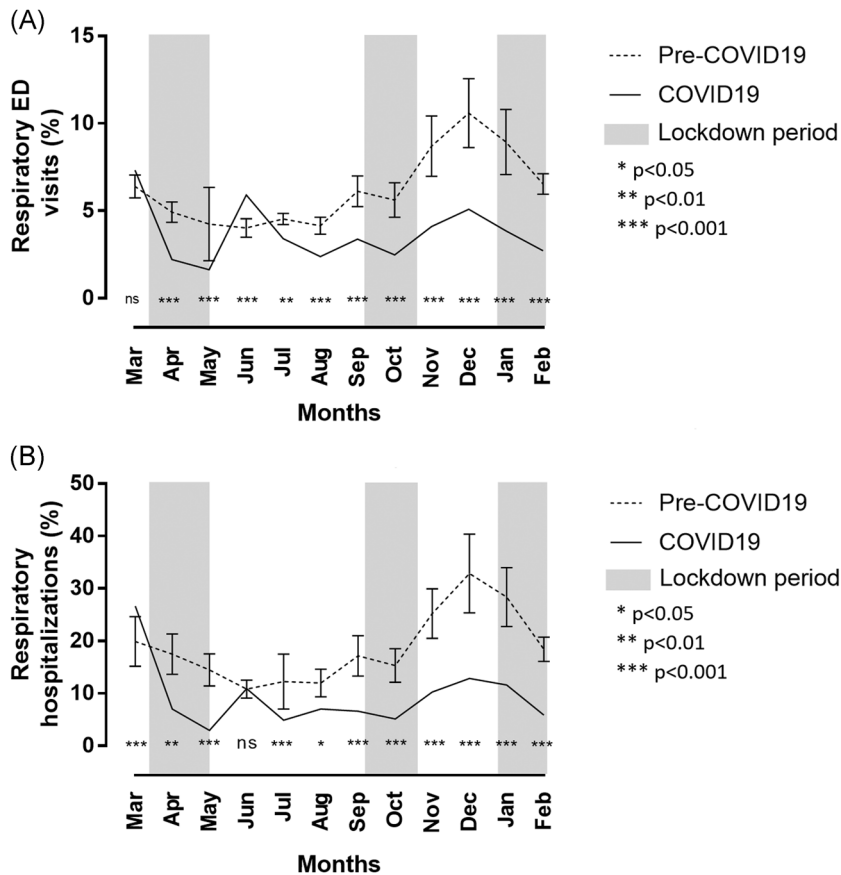 (A)
15
10
5
0
Respiratory ED
visits (%)
ns *** *** *** ** *** *** *** *** *** *** ***
Mar Apr May Jun Jul Aug Sep Oct Nov Dec Jan Feb
Months
Pre-COVID19
COVID19
Lockdown period
* p<0.05
** p<0.01
*** p<0.001
(B)
50
40
30
20
10
0
Respiratory
hospitalizations (%)
*** ** *** ns *** * *** *** *** *** *** ***
Mar Apr May Jun Jul Aug Sep Oct Nov Dec Jan Feb
Months
Pre-COVID19
COVID19
Lockdown period
* p<0.05
** p<0.01
*** p<0.001